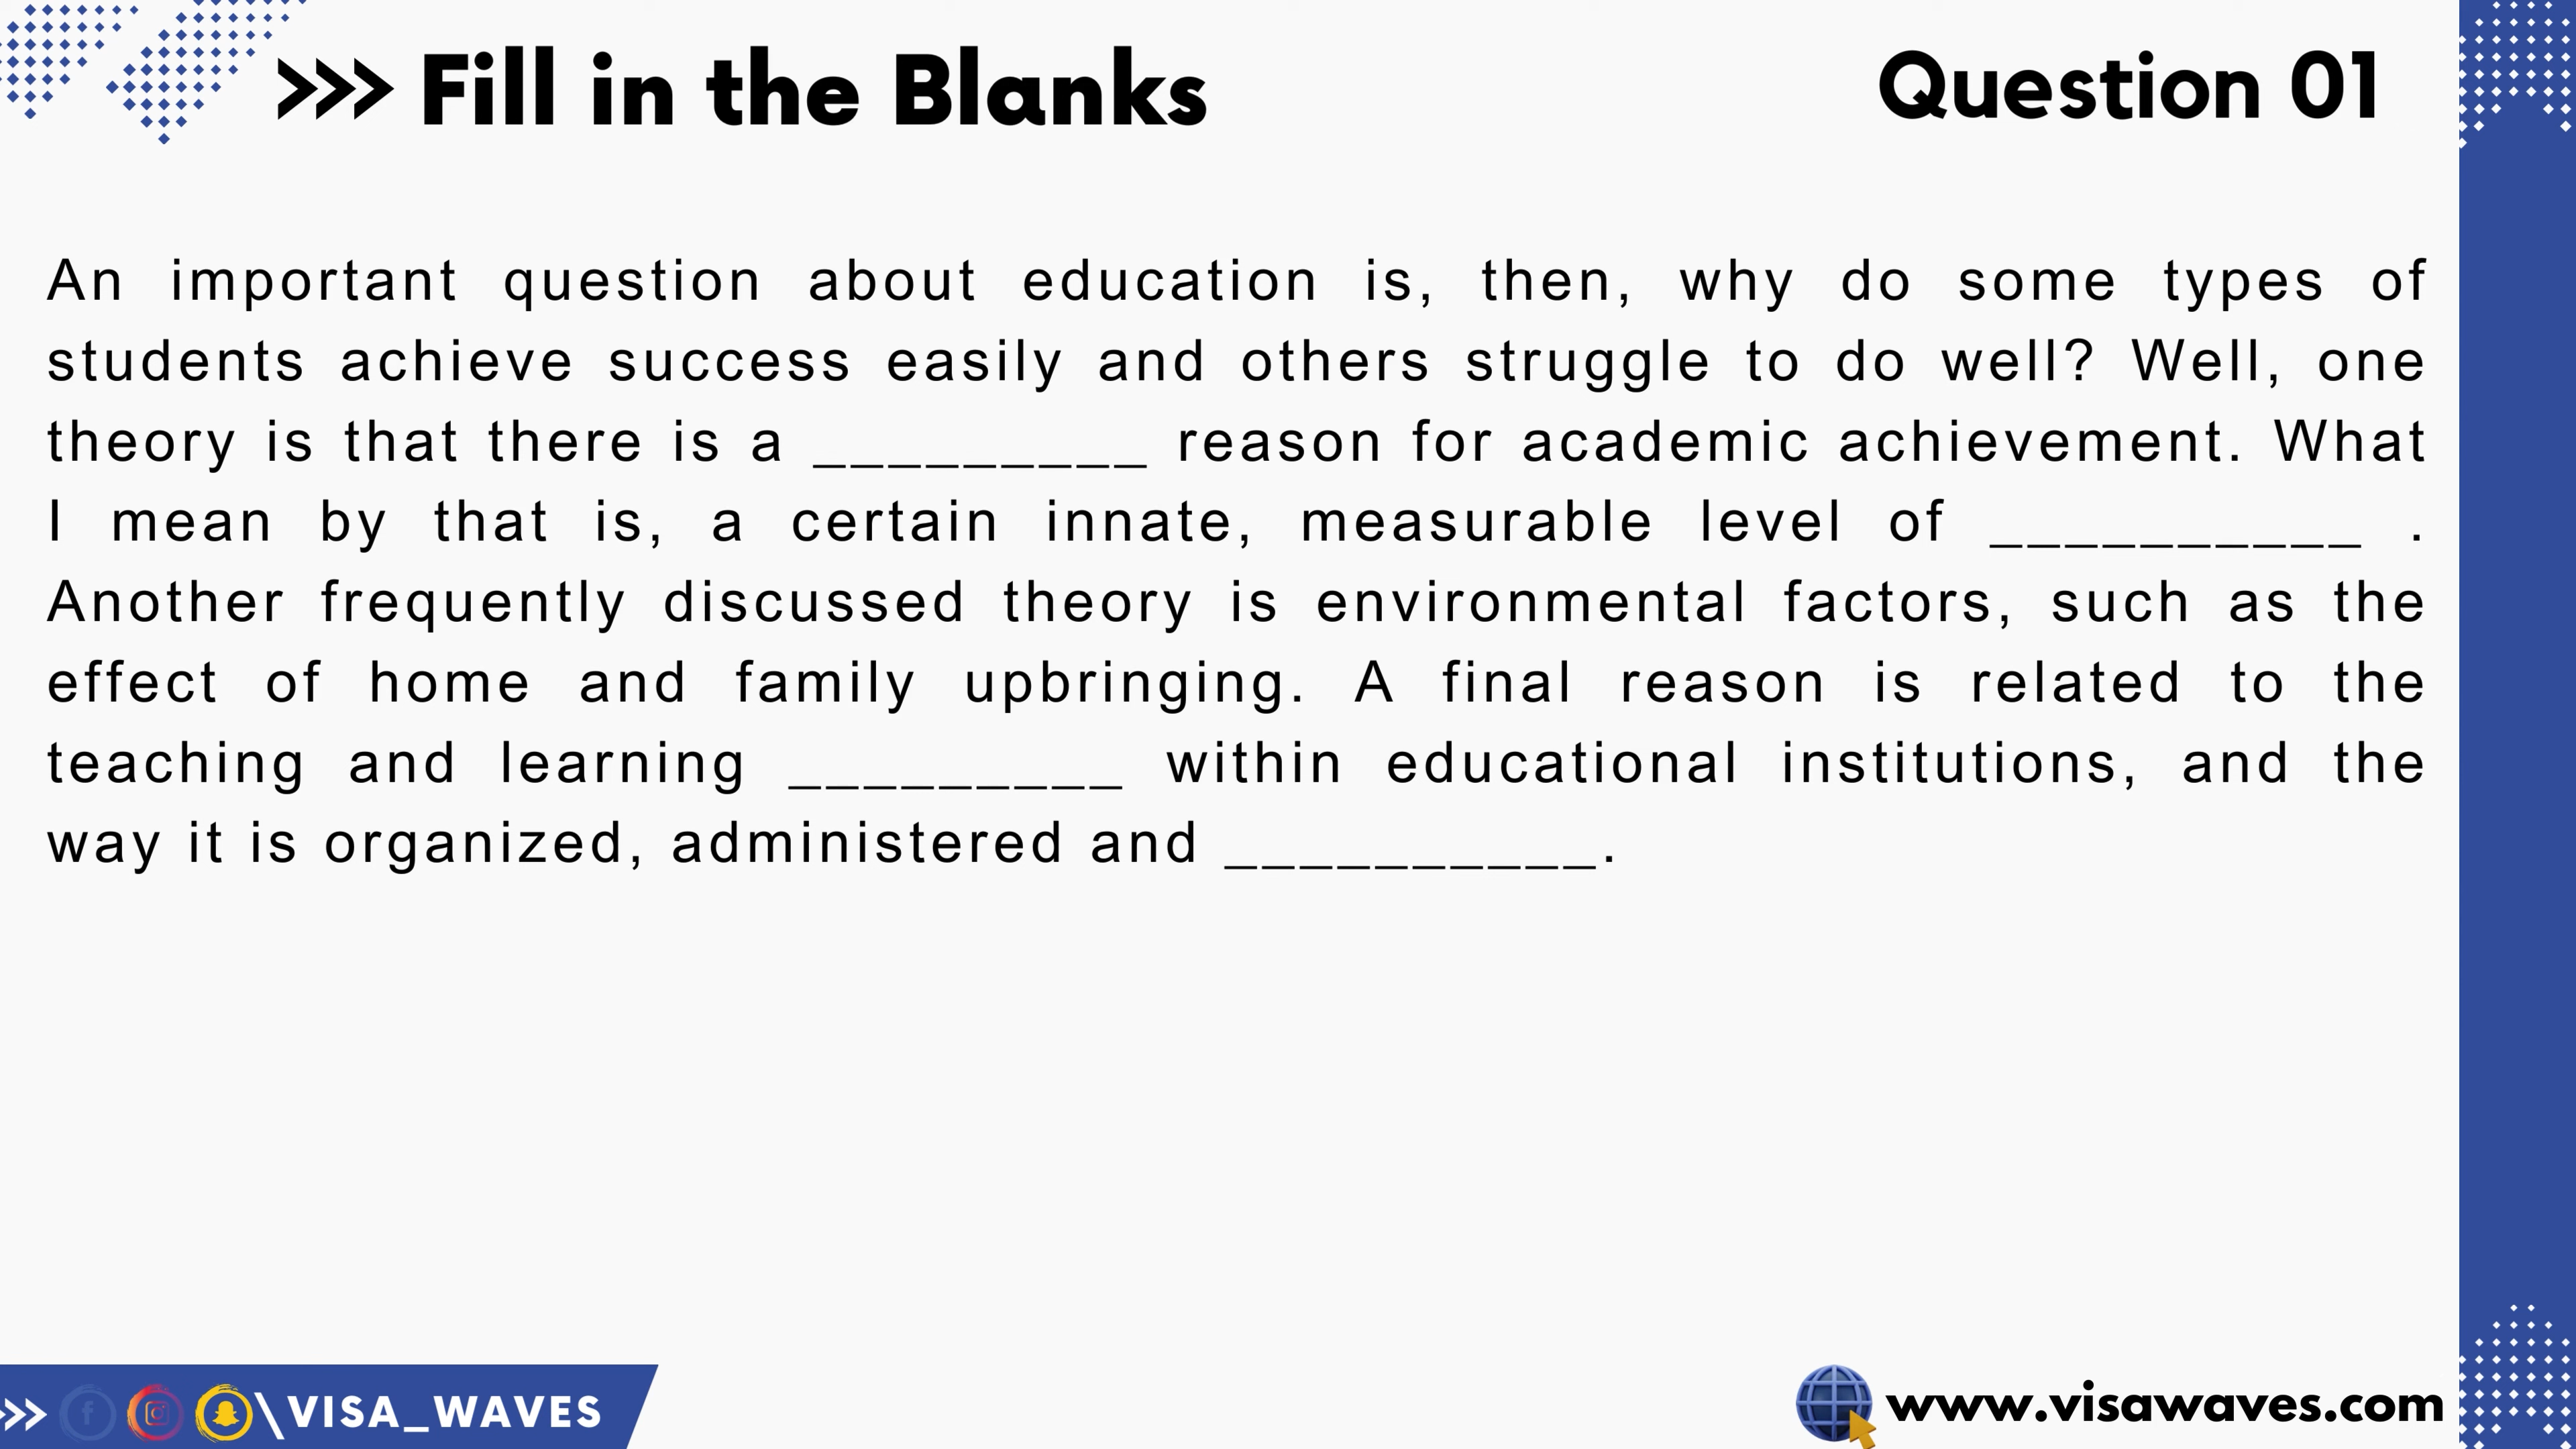 >>> Fill in the Blanks
Question 01
An important question about education is, then, why do some types of
students achieve success easily and others struggle to do well? Well, one
theory is that there is a _________ reason for academic achievement. What
I mean by that is, a certain innate, measurable level of __________ .
Another frequently discussed theory is environmental factors, such as the
effect of home and family upbringing. A final reason is related to the
teaching and learning _________ within educational institutions, and the
way it is organized, administered and __________.
\VISA_WAVES
www.visawaves.com